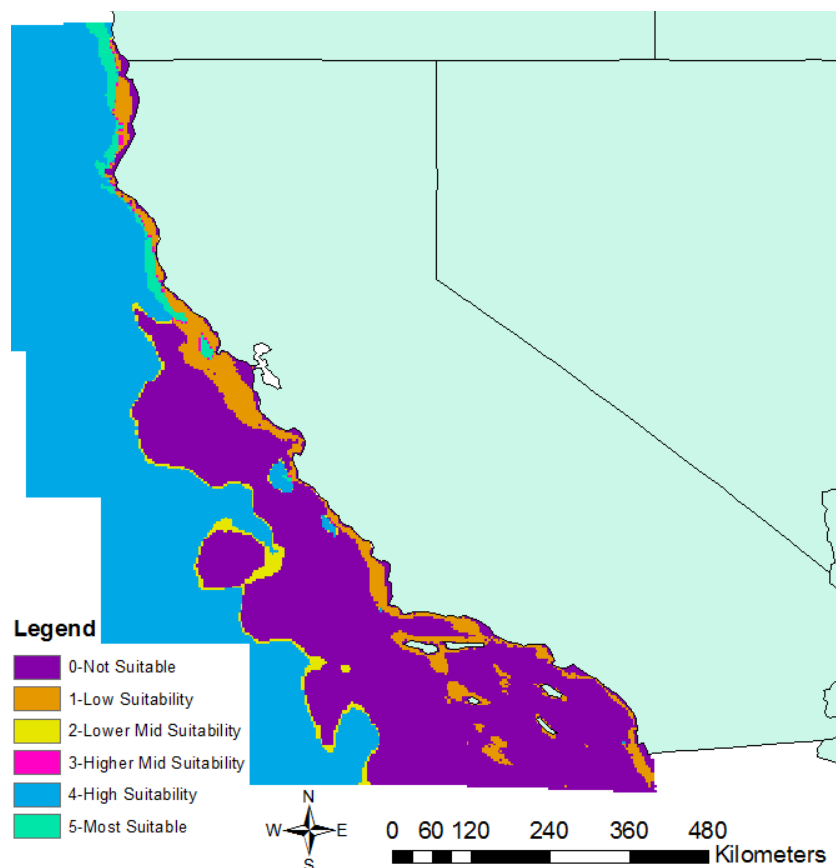 Legend
0-Not Suitable
1-Low Suitability
2-Lower Mid Suitability
3-Higher Mid Suitability
4-High Suitability
5-Most Suitable
N
W E
S
0 60 120 240 360 480
Kilometers